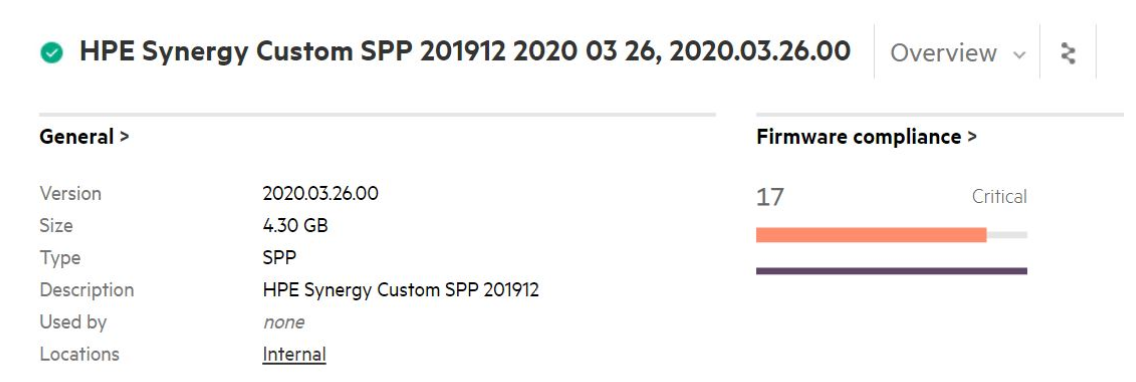 HPE Synergy Custom SPP 201912 2020 03 26, 2020.03.26.00 Overview
General >
Version 2020.03.26.00
Size 4.30 GB
Type SPP
Description HPE Synergy Custom SPP 201912
Used by none
Locations Internal
Firmware compliance >
17 Critical